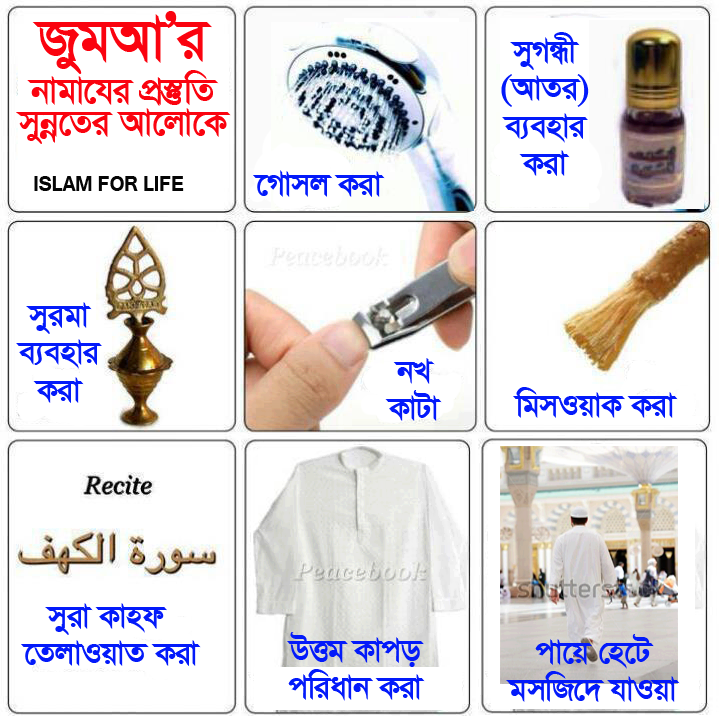 জুমআ'র
নামাযের প্রস্তুতি
সুন্নতের আলোকে
ISLAM FOR LIFE
গোসল করা
সুগন্ধী
(আতর)
ব্যবহার
করা
সুরমা
ব্যবহার
করা
Peacebook
নখ
কাটা
মিসওয়াক করা
Recite
سورة الكهف
সুরা কাহফ
তেলাওয়াত করা
Peacebook
উত্তম কাপড়
পরিধান করা
পায়ে হেটে
মসজিদে যাওয়া